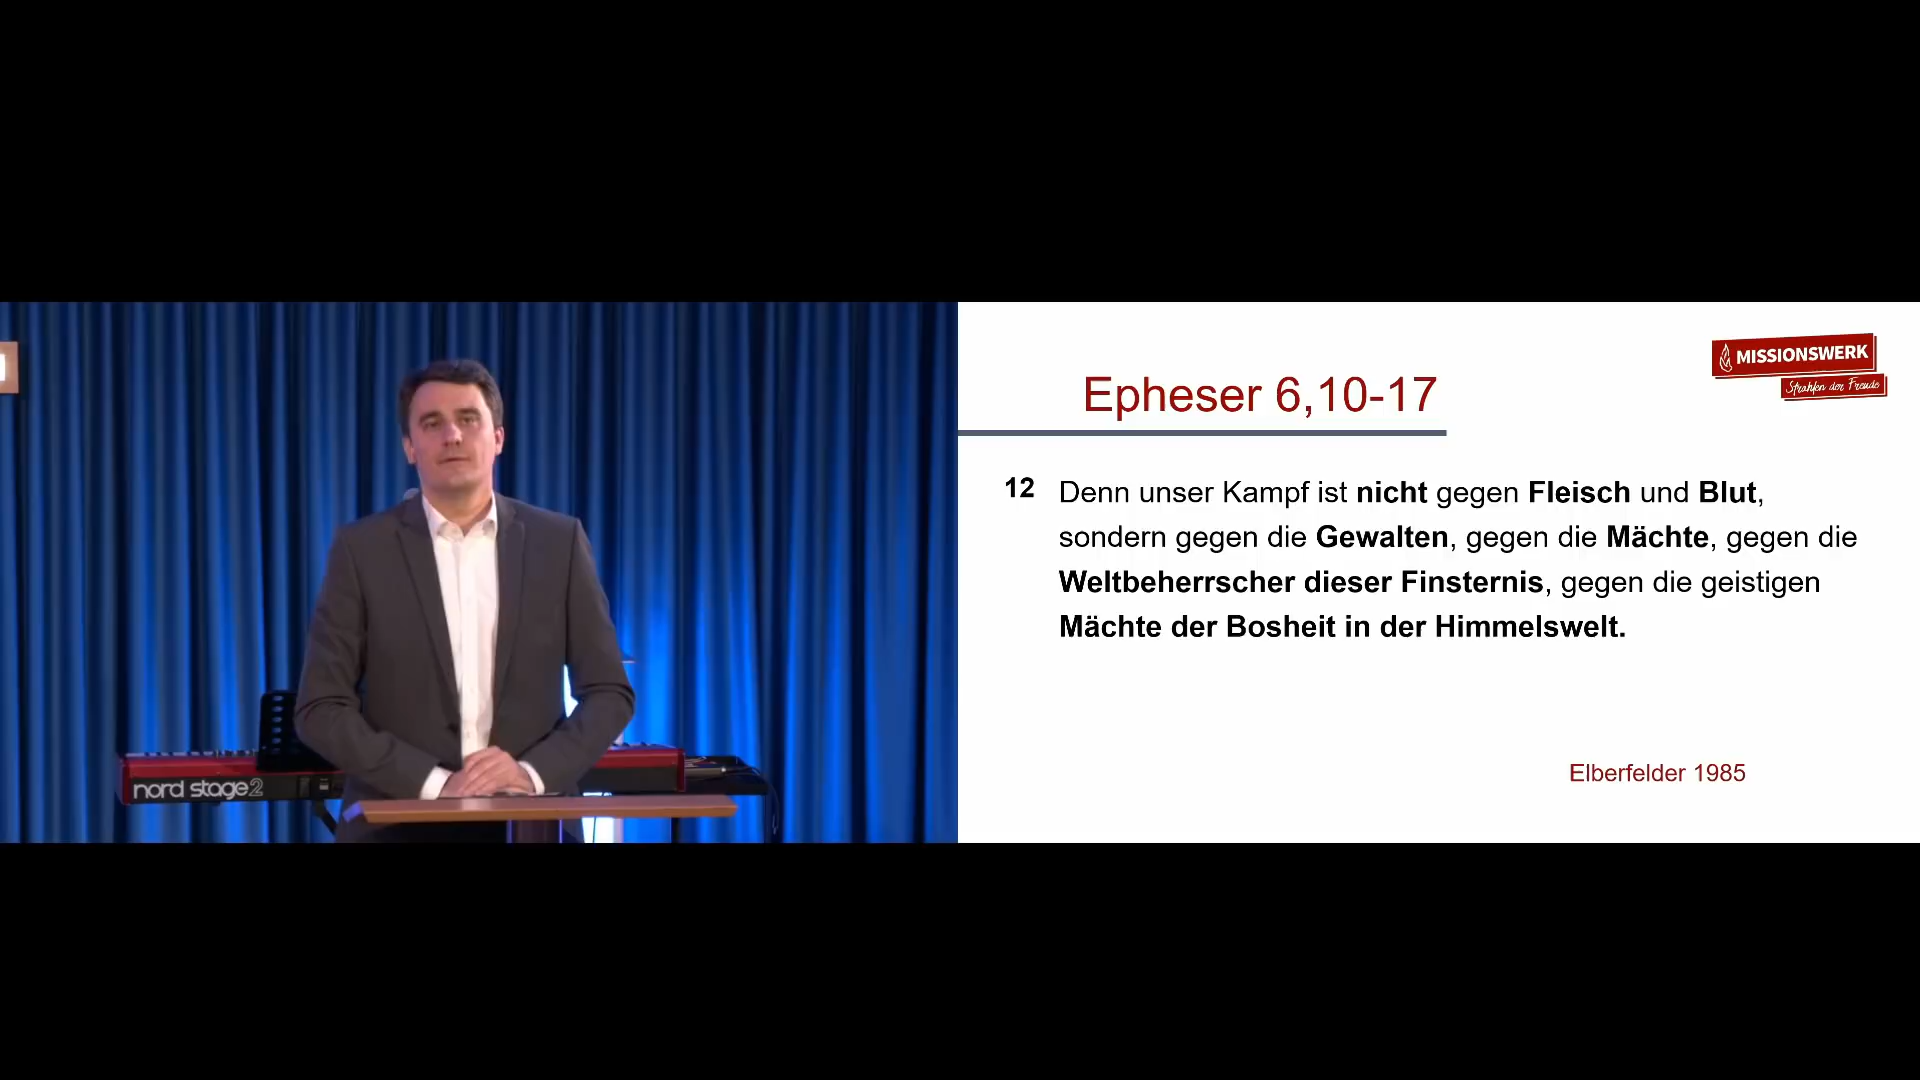 nord stage2
MISSIONSWERK
Strahlen der Freude
Epheser 6,10-17
12 Denn unser Kampf ist nicht gegen Fleisch und Blut,
sondern gegen die Gewalten, gegen die Mächte, gegen die
Weltbeherrscher dieser Finsternis, gegen die geistigen
Mächte der Bosheit in der Himmelswelt.
Elberfelder 1985